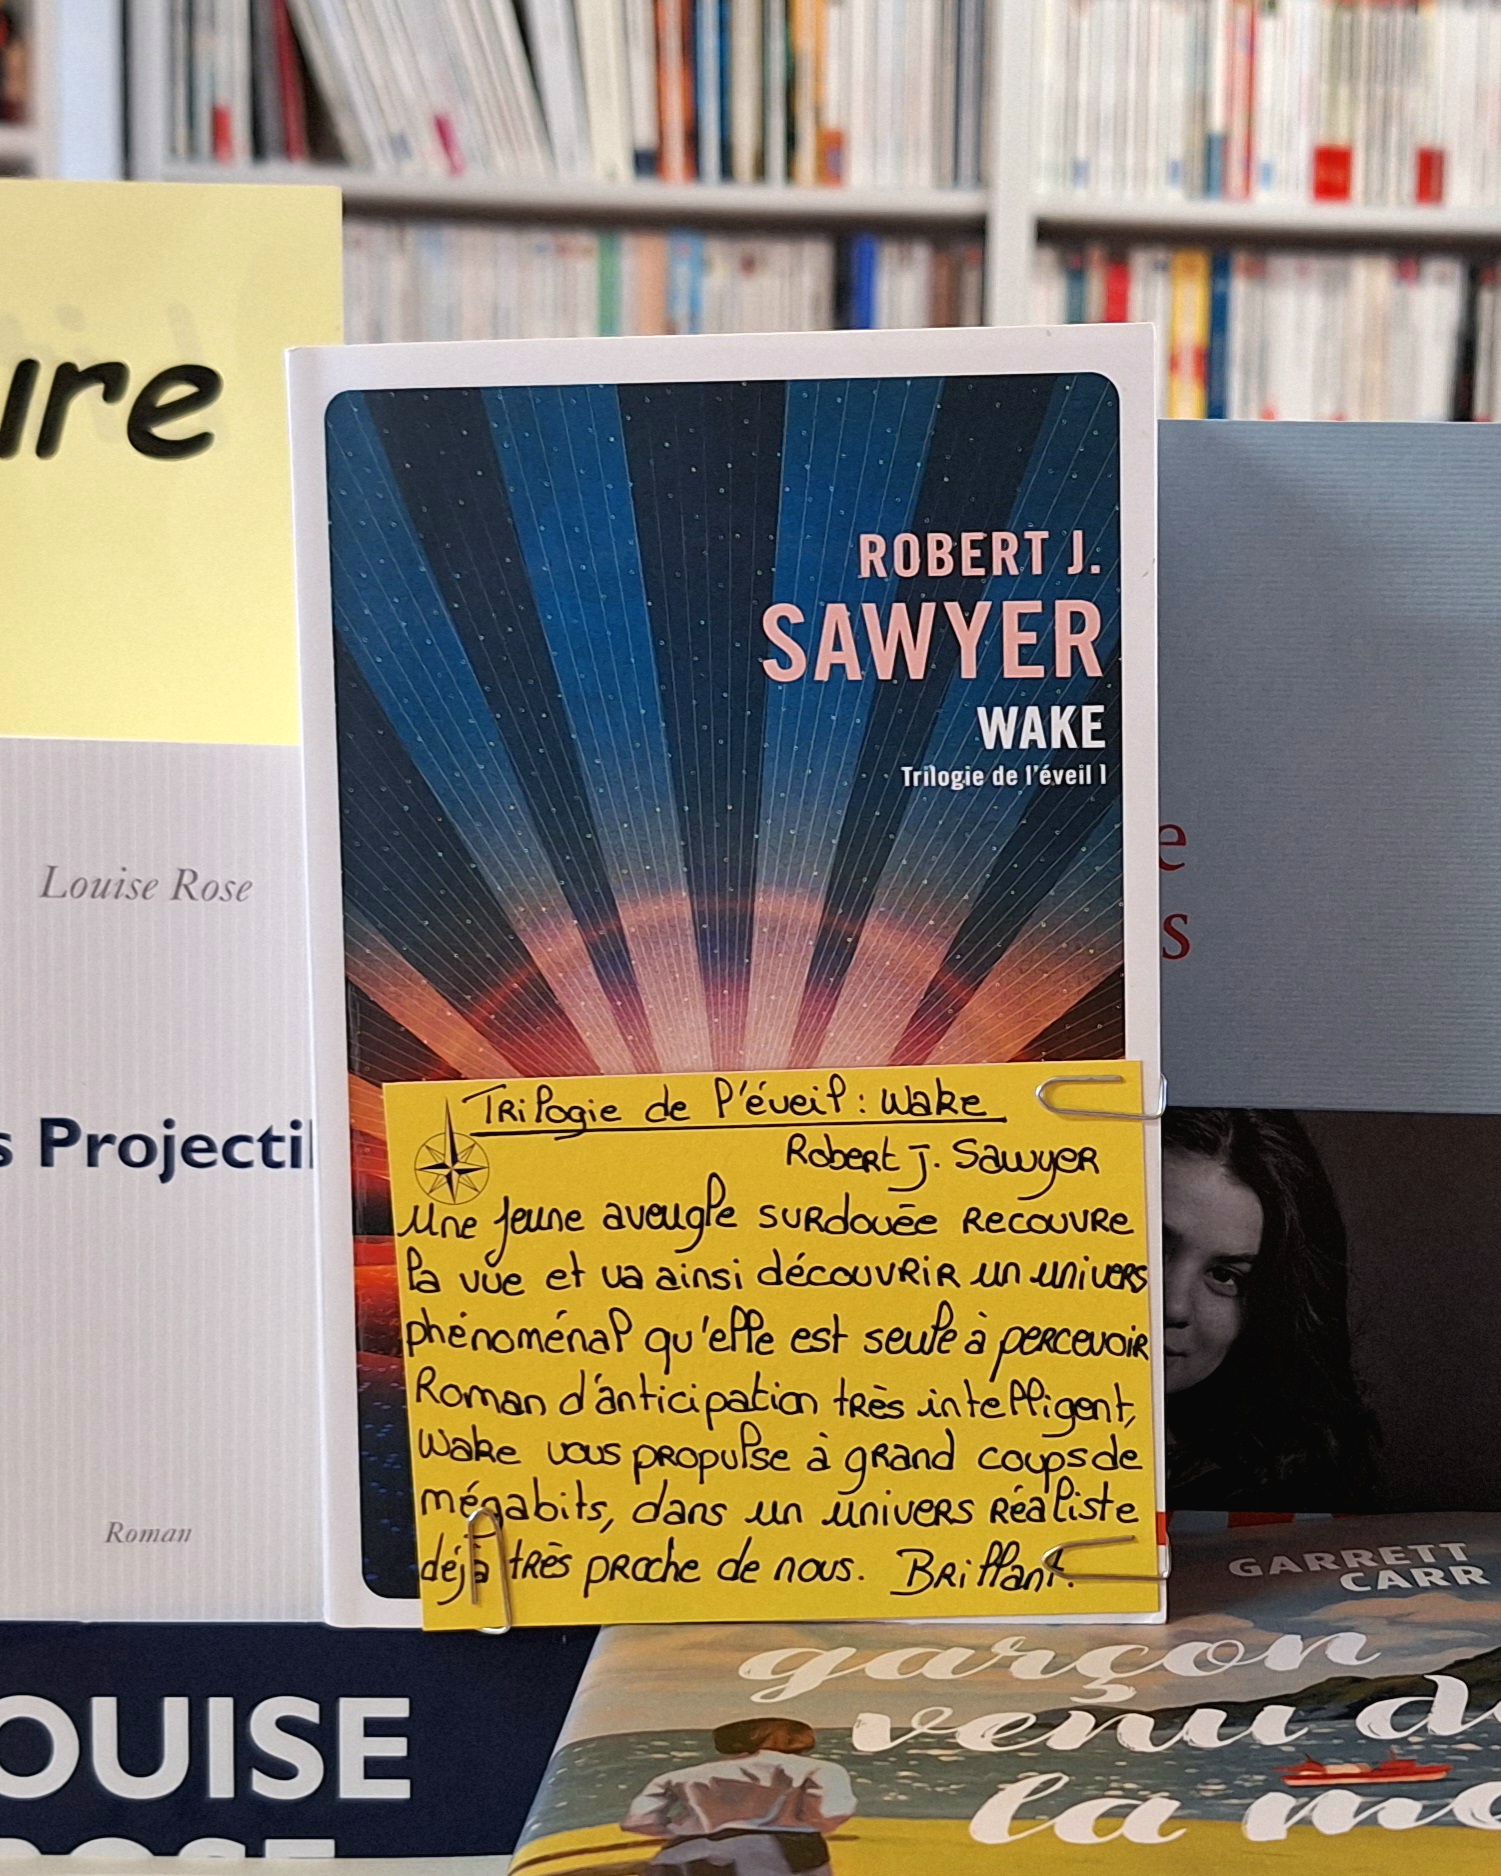 ure
ROBERT J.
SAWYER
WAKE
Trilogie de l'éveil 1
Louise Rose
s Projectil
Roman
e
s
Trilogie de l'éveil : Wake
Robert J. Sawyer
Une jeune aveugle surdouée recouvre
la vue et va ainsi découvrir un univers
phénoménal qu'elle est seule à percevoir
Roman d'anticipation très intelligent,
Wake vous propulse à grand coups de
mégabits, dans un univers réaliste
déjà très proche de nous. Brillant.
OUISE
ROSE
GARRETT
CARR
garçon
venu d
la m